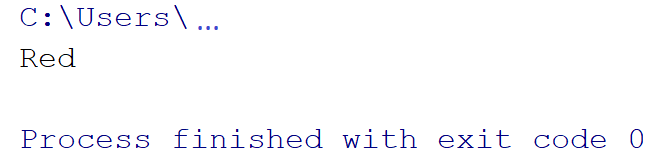 C:\Users\ ...
Red
Process finished with exit code 0